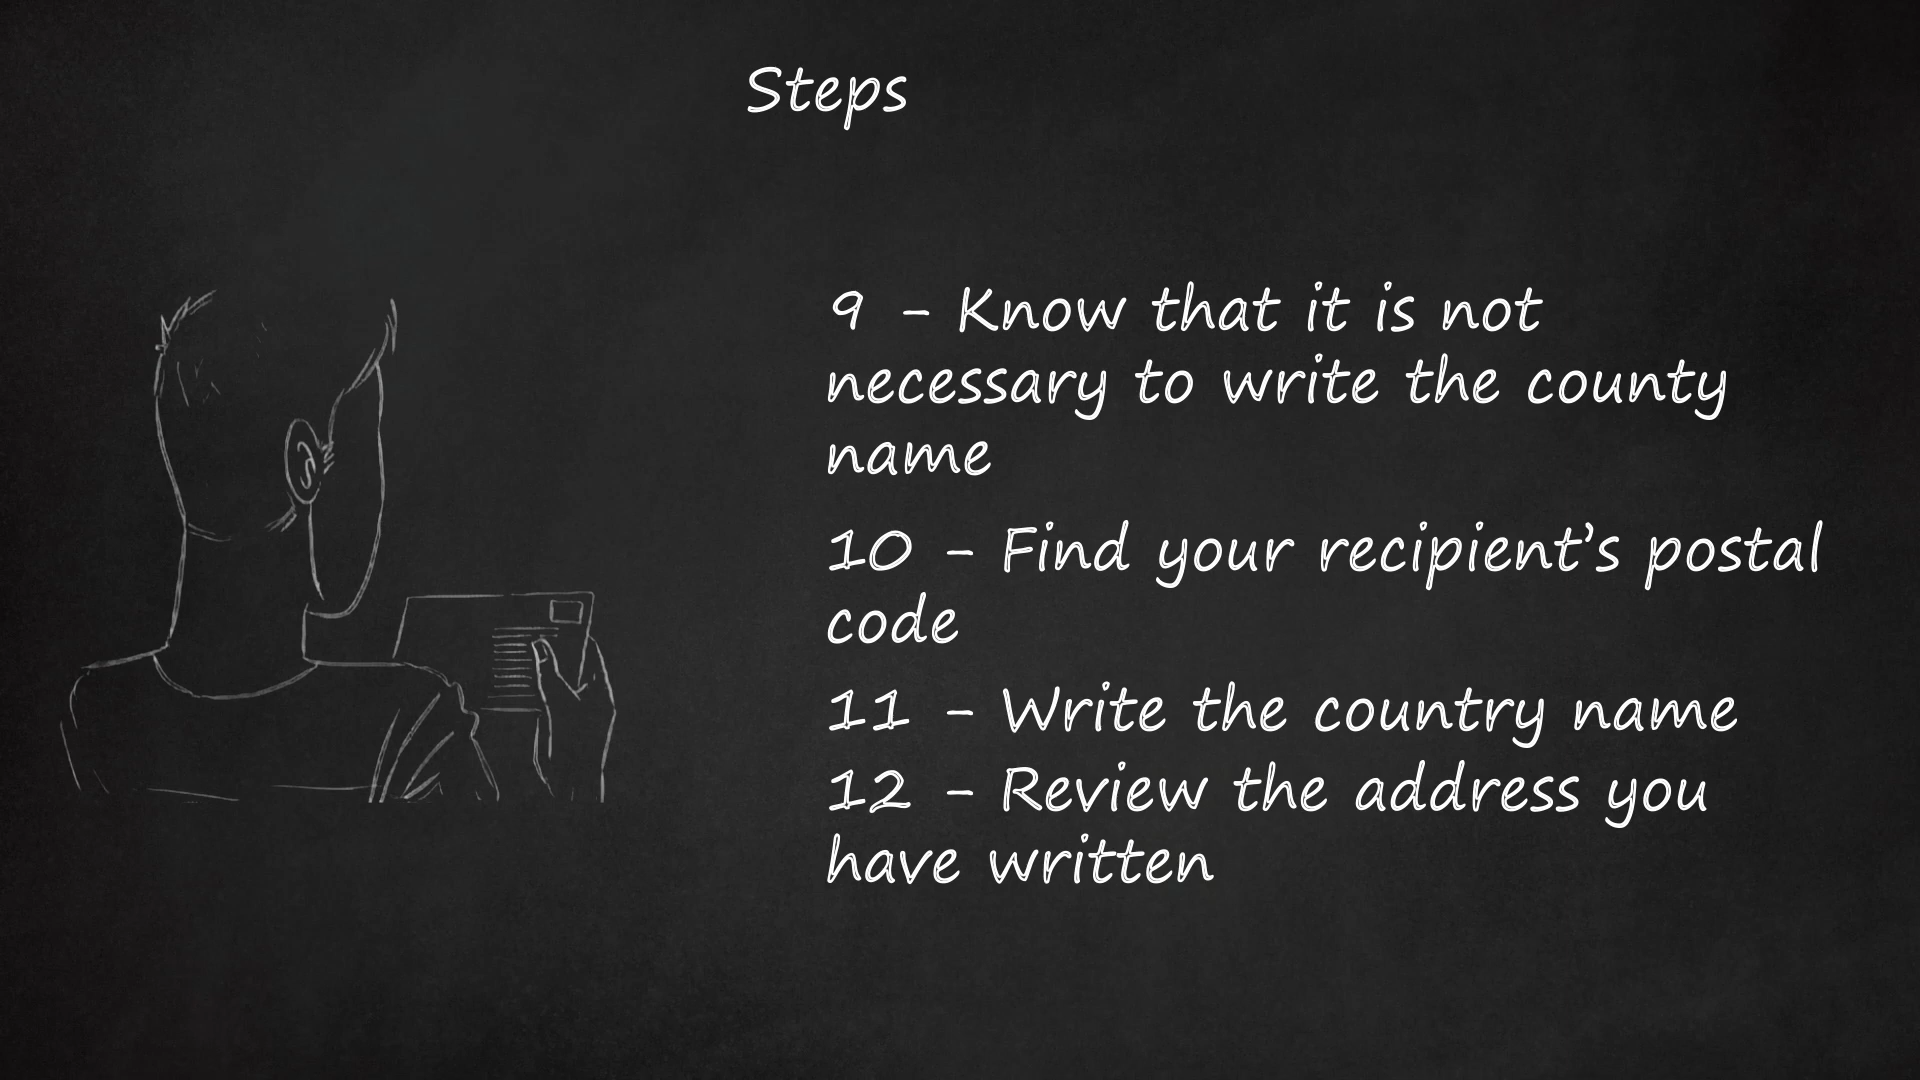 Steps
9 - Know that it is not
necessary to write the county
name
10 - Find your recipient’s postal
code
11 - Write the country name
12 - Review the address you
have written